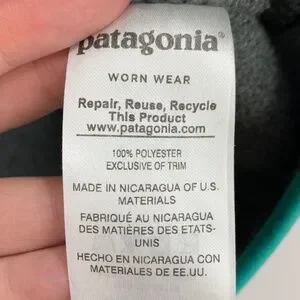 patagonia®
WORN WEAR
Repair, Reuse, Recycle
This Product
www.patagonia.com
100% POLYESTER
EXCLUSIVE OF TRIM
MADE IN NICARAGUA OF U.S.
MATERIALS
FABRIQUÉ AU NICARAGUA
DES MATIÈRES DES ETATS-
UNIS
HECHO EN NICARAGUA CON
MATERIALES DE EE.UU.